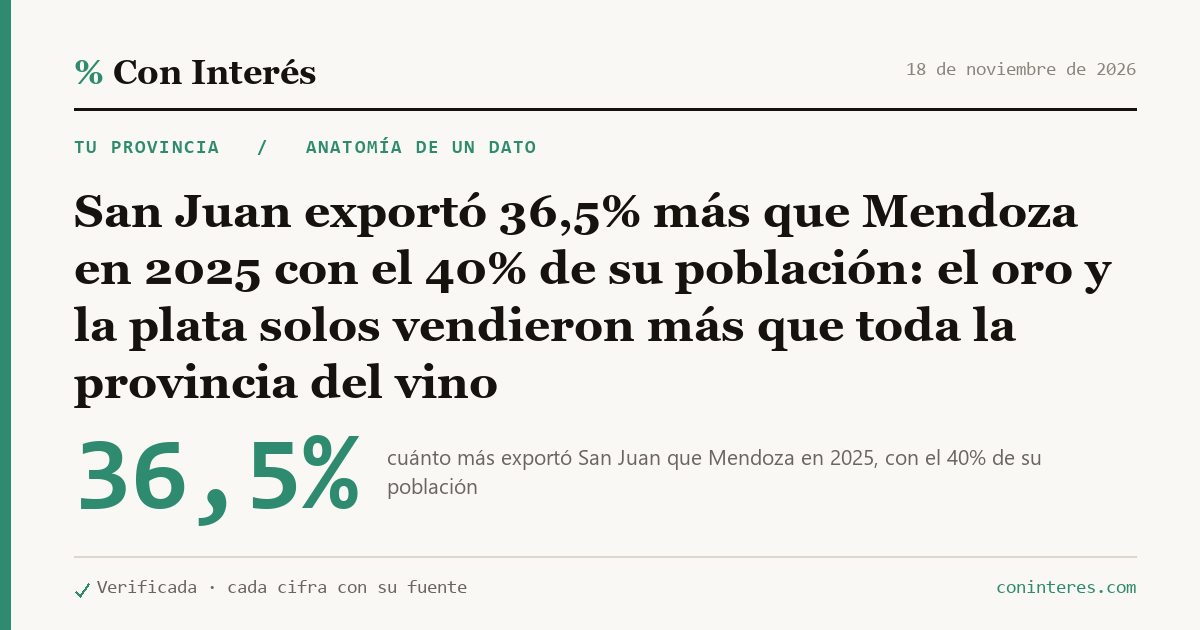 % Con Interés
18 de noviembre de 2026
TU PROVINCIA / ANATOMÍA DE UN DATO
San Juan exportó 36,5% más que Mendoza
en 2025 con el 40% de su población: el oro y
la plata solos vendieron más que toda la
provincia del vino
36,5%
cuánto más exportó San Juan que Mendoza en 2025, con el 40% de su
población
Verificada · cada cifra con su fuente
coninteres.com